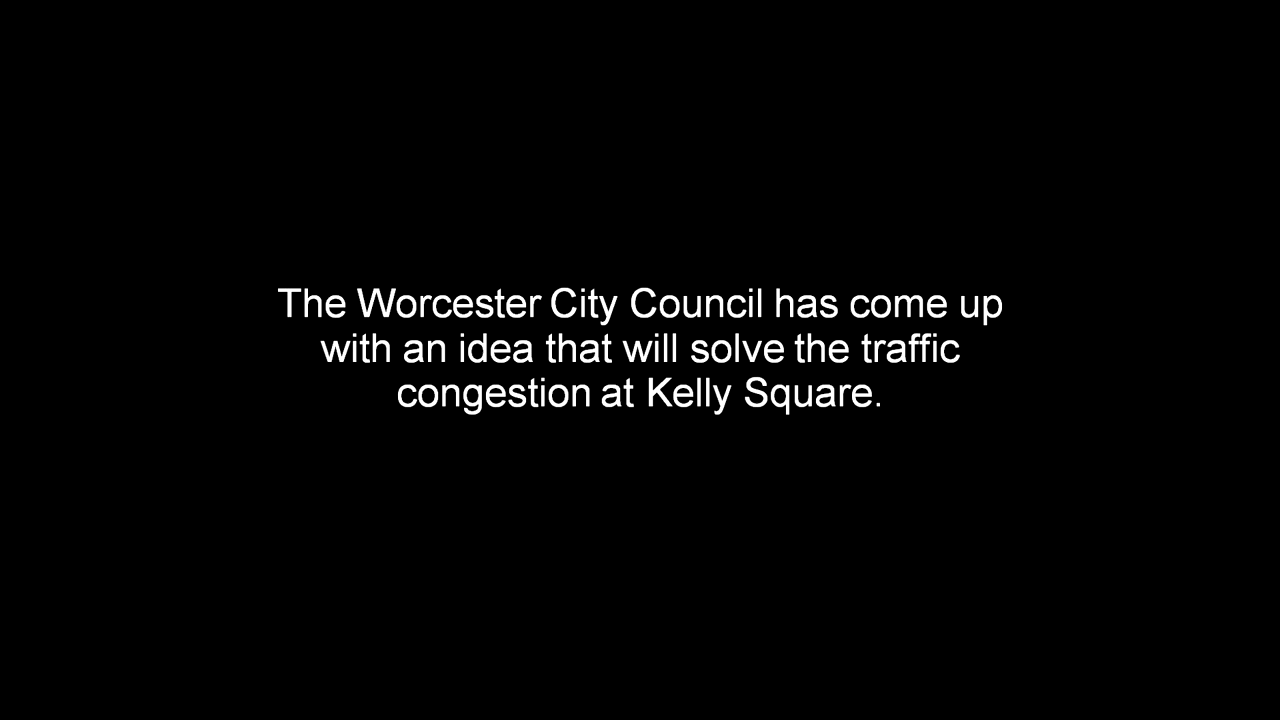 The Worcester City Council has come up
with an idea that will solve the traffic
congestion at Kelly Square.